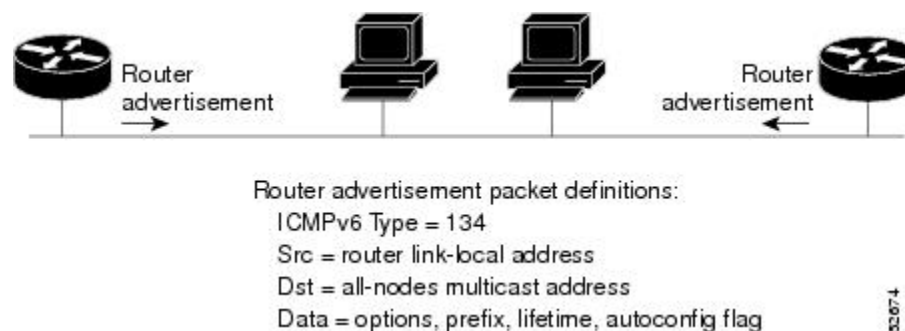 Router
advertisement
Router
advertisement
Router advertisement packet definitions:
ICMPv6 Type = 134
Src = router link-local address
Dst = all-nodes multicast address
Data = options, prefix, lifetime, autoconfig flag
52674